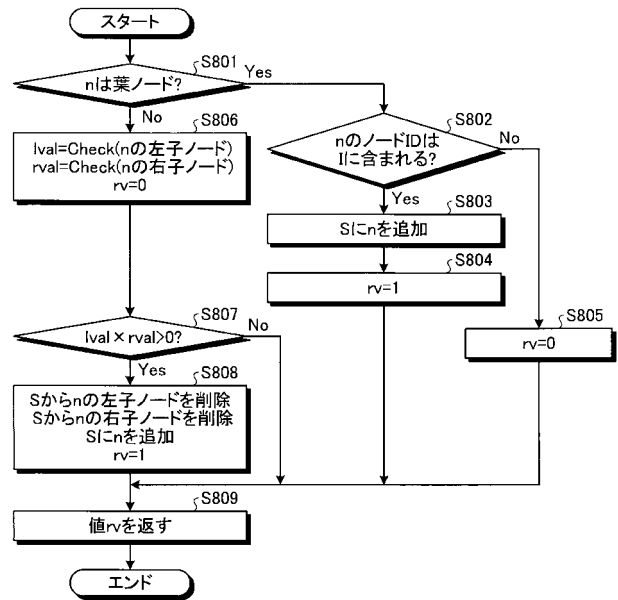 スタート
S801
nは葉ノード?
Yes
No
S806
lval=Check(nの左子ノード)
rval=Check(nの右子ノード)
rv=0
S802
nのノードIDは
Iに含まれる?
No
Yes
S803
Sにnを追加
S804
rv=1
S805
rv=0
S807
lval×rval>0?
No
Yes
S808
Sからnの左子ノードを削除
Sからnの右子ノードを削除
Sにnを追加
rv=1
S809
値rvを返す
エンド